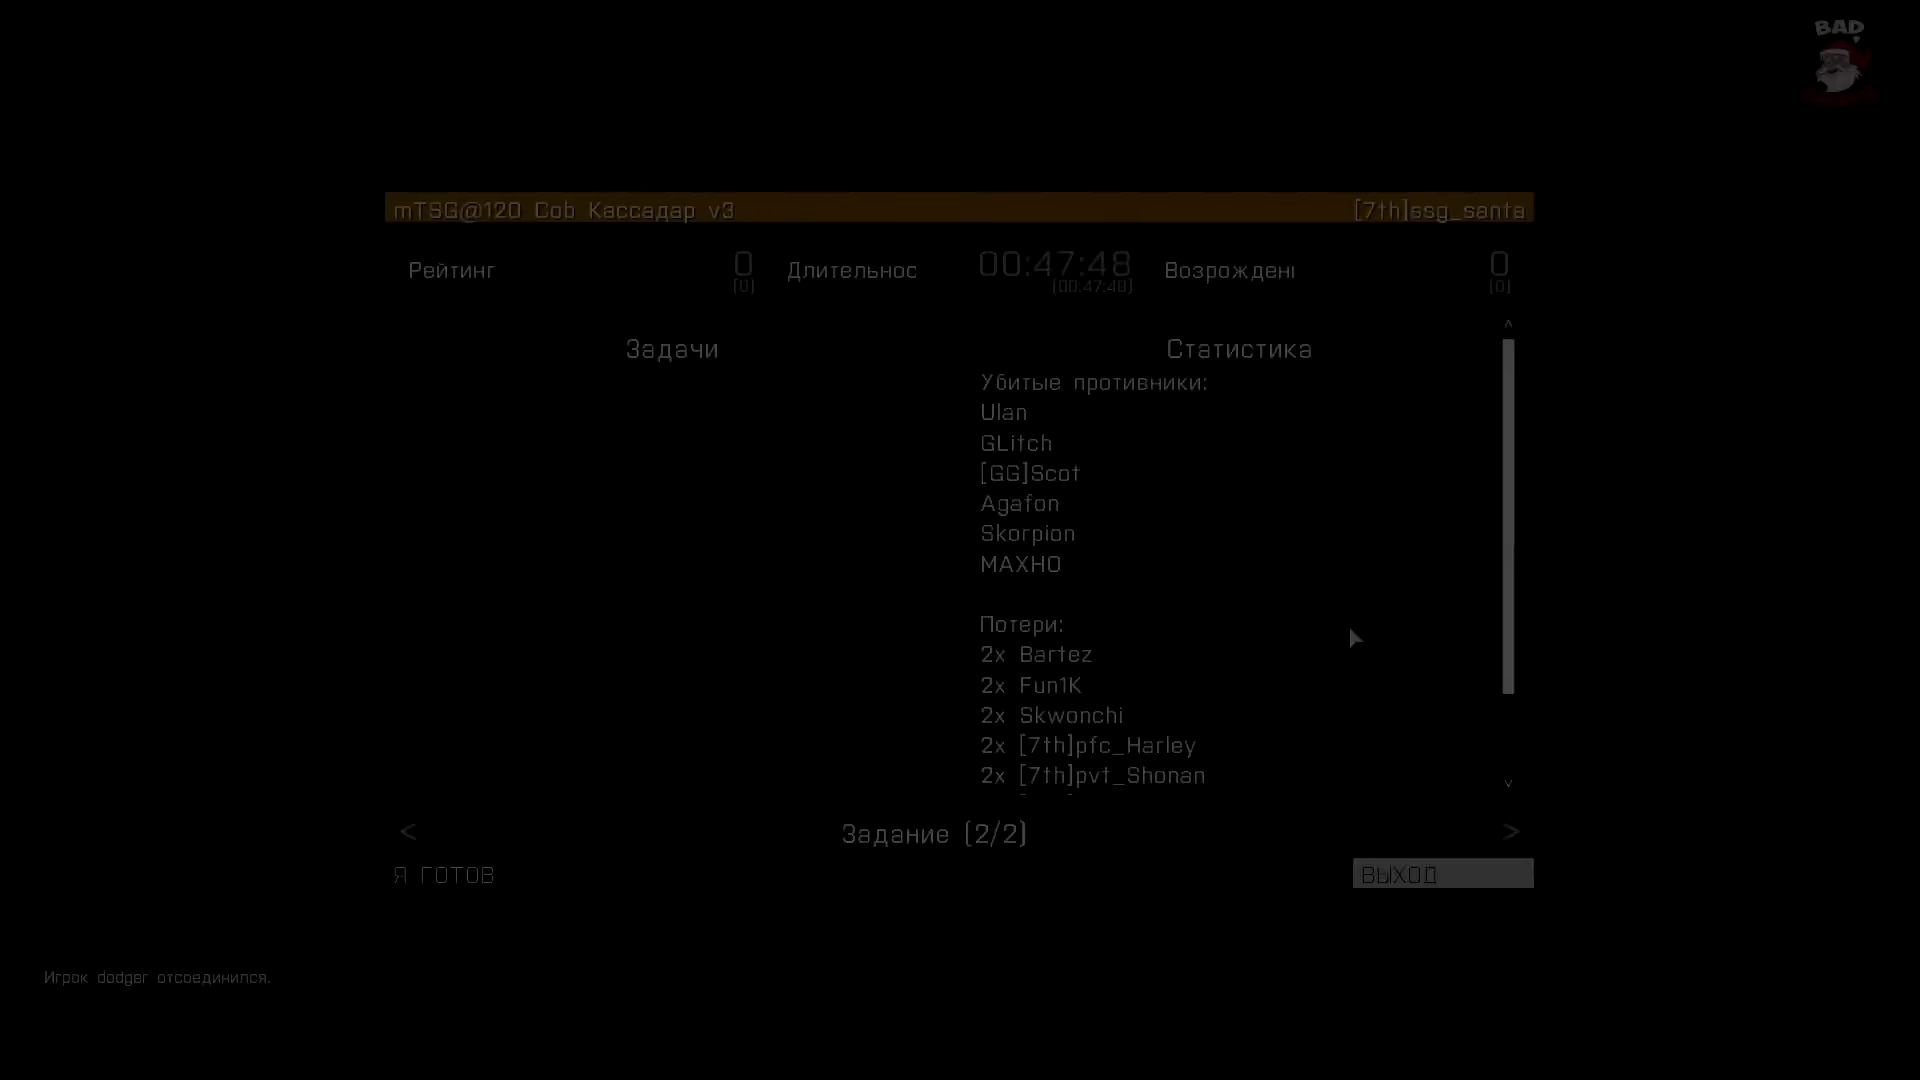 BAD
mTSG@120 Cob Кассадар v3
[7th]ssg_santa
Рейтинг 0 Длительнос 00:47:48 Возрожден 0
[0] [00:47:48] [0]
Задачи
Статистика
Убитые противники:
Ulan
GLitch
[GG]Scot
Agafon
Skorpion
МАХНО
Потери:
2x Bartez
2x Fun1K
2x Skwonchi
2x [7th]pfc_Harley
2x [7th]pvt_Shonan
< Задание (2/2) >
Я ГОТОВ
ВЫХОД
Игрок dodger отсоединился.